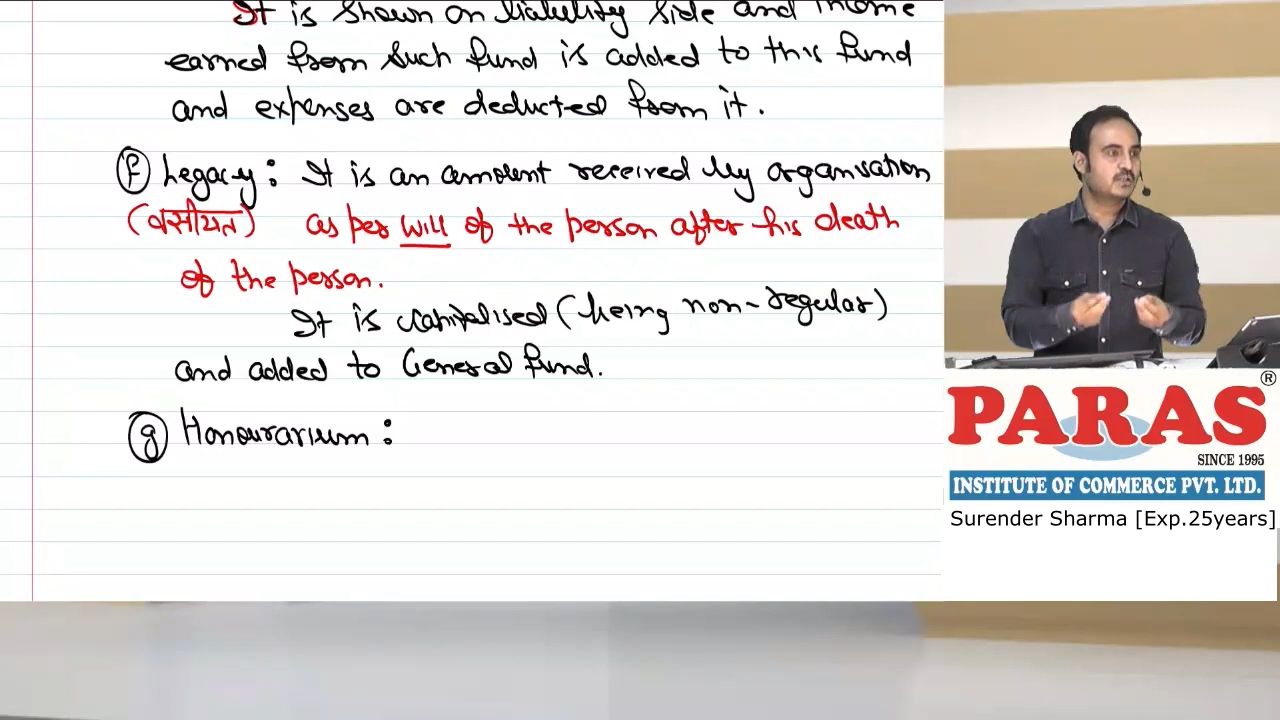 It is shown on liability side and income
earned from such fund is added to this fund
and expenses are deducted from it.
(f) Legacy : It is an amount received by organisation
(वसीयत) as per will of the person after his death
of the person.
It is capitalised (being non-regular)
and added to General fund.
(g) Honourarium :
PARAS®
SINCE 1995
INSTITUTE OF COMMERCE PVT. LTD.
Surender Sharma [Exp.25years]